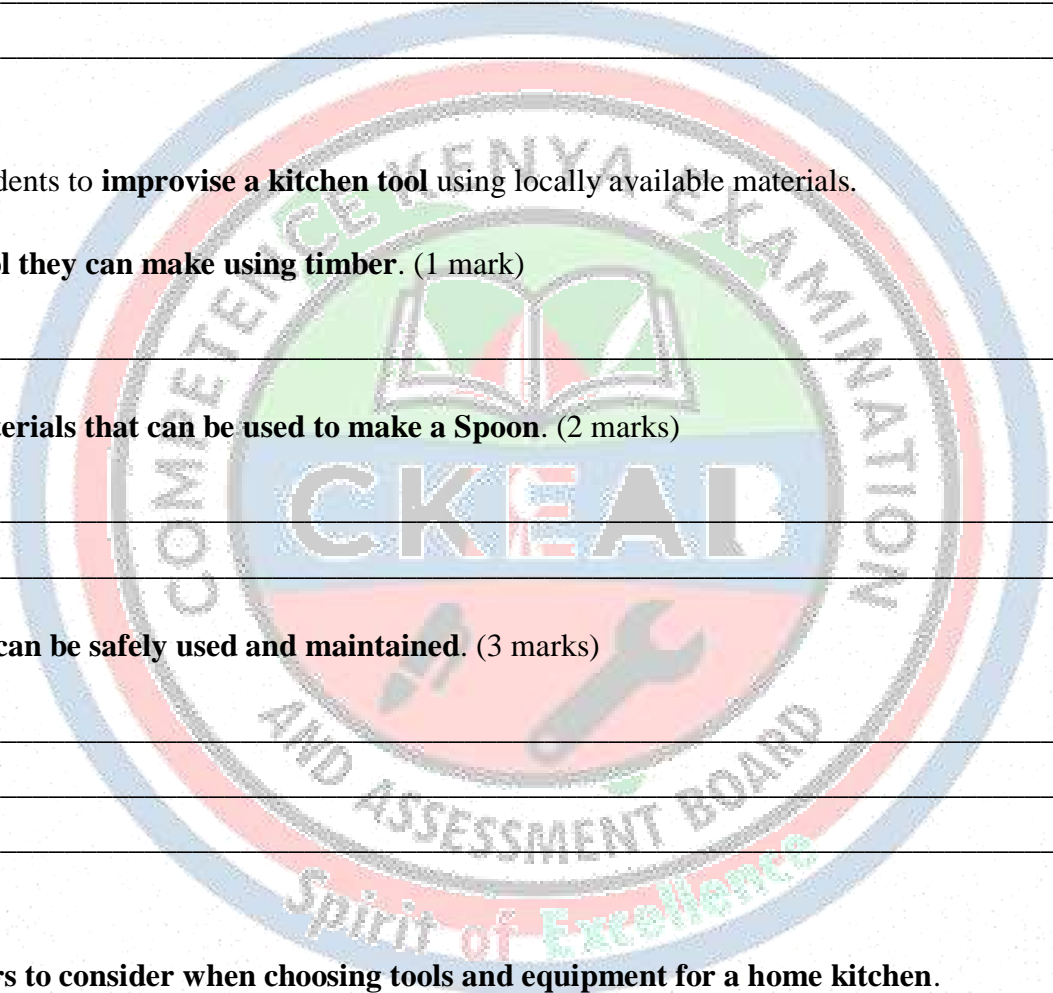 dents to improvise a kitchen tool using locally available materials.
l they can make using timber. (1 mark)
terials that can be used to make a Spoon. (2 marks)
can be safely used and maintained. (3 marks)
rs to consider when choosing tools and equipment for a home kitchen.
COMPETENCE KENYA EXAMINATION
CKEAB
AND ASSESSMENT BOARD
Spirit of Excellence